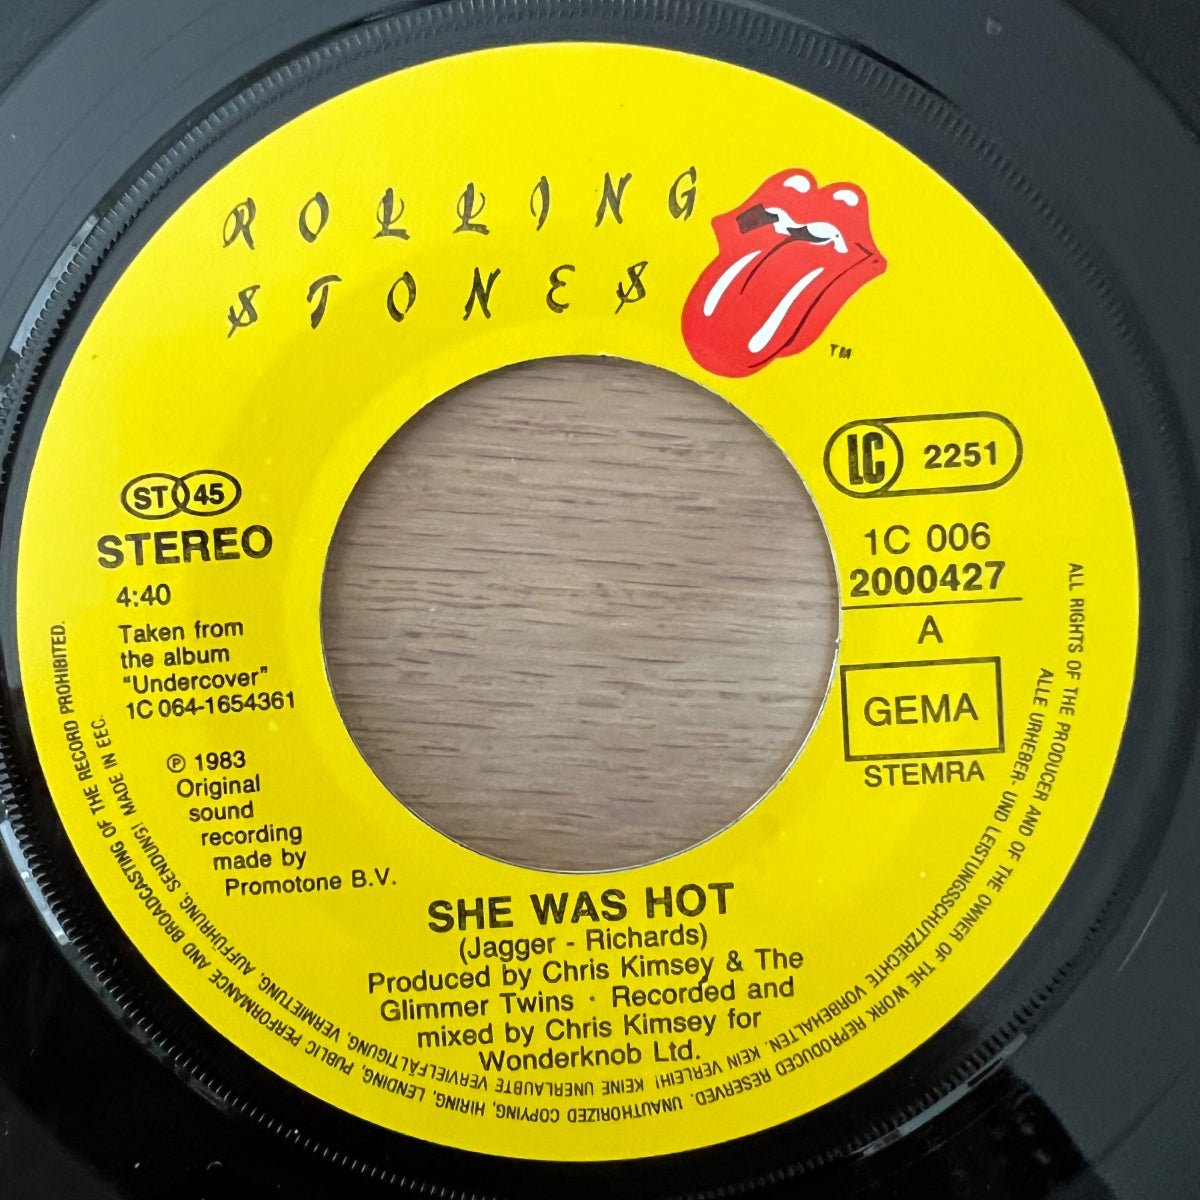 ROLLING
STONES
TM
ST 45
STEREO
4:40
Taken from
the album
"Undercover"
1C 064-1654361
℗ 1983
Original
sound
recording
made by
Promotone B.V.
LC 2251
1C 006
2000427
A
GEMA
STEMRA
SHE WAS HOT
(Jagger - Richards)
Produced by Chris Kimsey & The
Glimmer Twins · Recorded and
mixed by Chris Kimsey for
Wonderknob Ltd.
ALL RIGHTS OF THE PRODUCER AND OF THE OWNER OF THE WORK REPRODUCED RESERVED. UNAUTHORIZED COPYING, HIRING, LENDING, PUBLIC PERFORMANCE AND BROADCASTING OF THE RECORD PROHIBITED.
ALLE URHEBER- UND LEISTUNGSSCHUTZRECHTE VORBEHALTEN. KEIN VERLEIH! KEINE UNERLAUBTE VERVIELFÄLTIGUNG, VERMIETUNG, AUFFÜHRUNG, SENDUNG! MADE IN EEC.